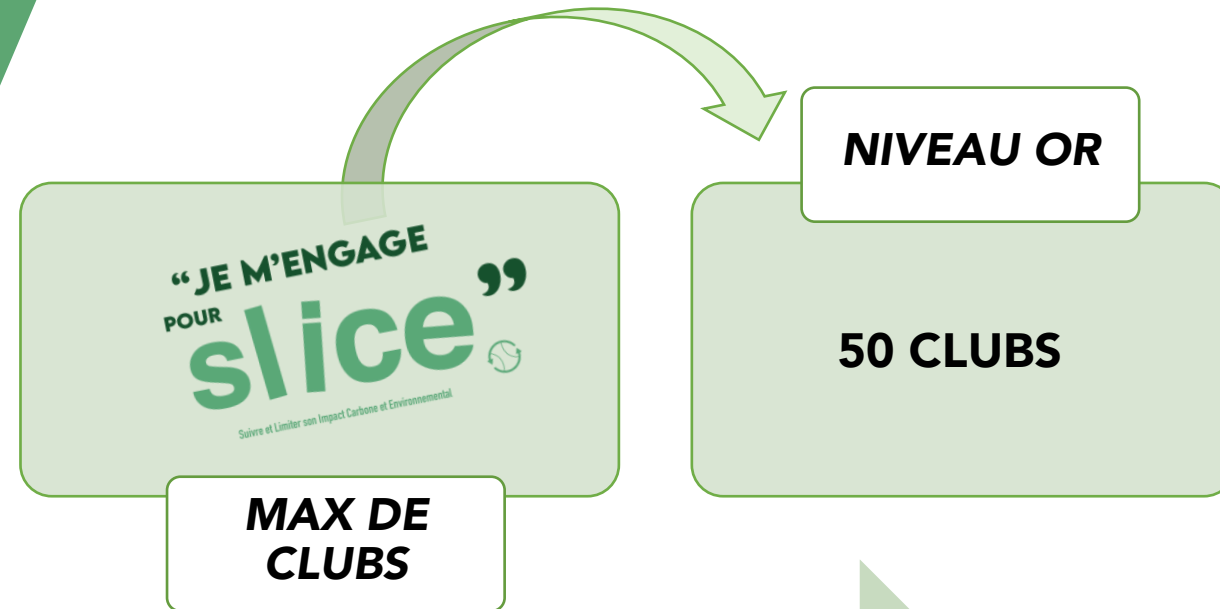 “ JE M’ENGAGE
POUR
slice ”
Suivre et Limiter son Impact Carbone et Environnemental
MAX DE
CLUBS
NIVEAU OR
50 CLUBS